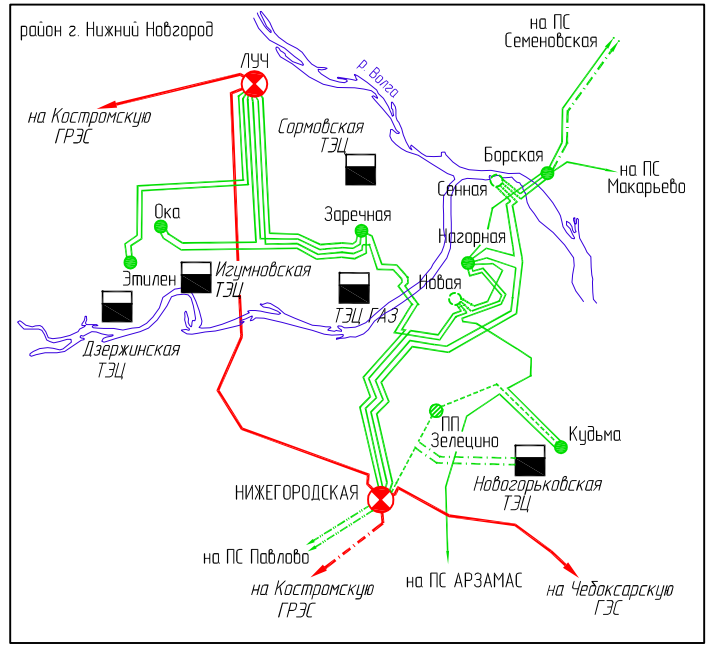 район г. Нижний Новгород
на ПС
Семеновская
ЛУЧ
р. Волга
на Костромскую
ГРЭС
Сормовская
ТЭЦ
Борская
на ПС
Макарьево
Сенная
Ока
Заречная
Нагорная
Этилен
Игумновская
ТЭЦ
Новая
ТЭЦ ГАЗ
Дзержинская
ТЭЦ
ПП
Зелецино
Кудьма
НИЖЕГОРОДСКАЯ
Новогорьковская
ТЭЦ
на ПС Павлово
на Костромскую
ГРЭС
на ПС АРЗАМАС
на Чебоксарскую
ГЭС